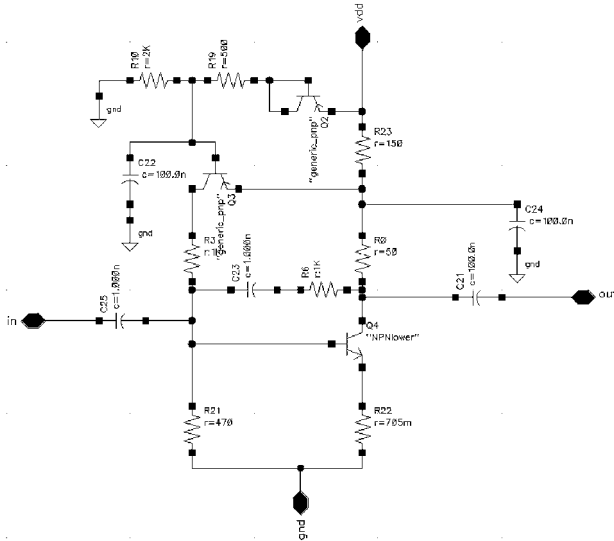 vdd
R10
r=2K
R19
r=500
gnd
Q2
"generic_pnp"
R23
r=150
C22
c=100.0n
gnd
Q3
"generic_pnp"
C24
c=100.0n
gnd
R3
C23
c=1.000n
R6
r:1K
R0
r=50
C21
c=100.0n
out
C25
c=1.000n
in
Q4
"NPNlower"
R21
r=470
R22
r=705m
gnd